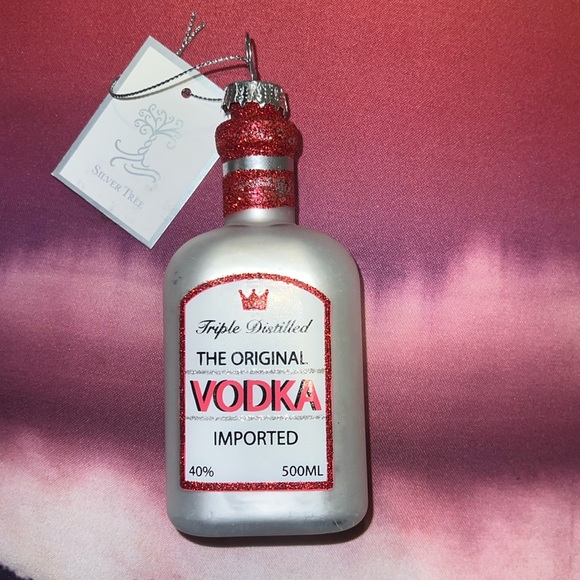 SILVER TREE
Triple Distilled
THE ORIGINAL
VODKA
IMPORTED
40% 500ML